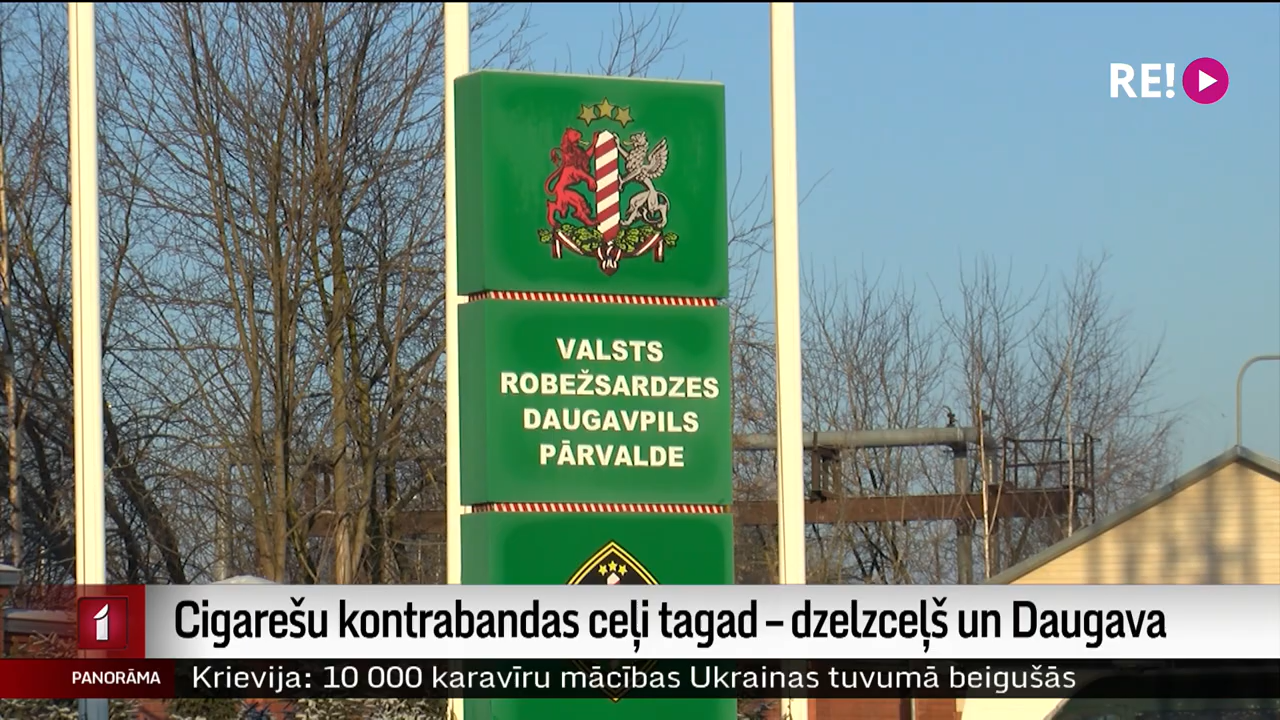 RE!
VALSTS
ROBEŽSARDZES
DAUGAVPILS
PĀRVALDE
1
Cigarešu kontrabandas ceļi tagad – dzelzceļš un Daugava
PANORĀMA
Krievija: 10 000 karavīru mācības Ukrainas tuvumā beigušās